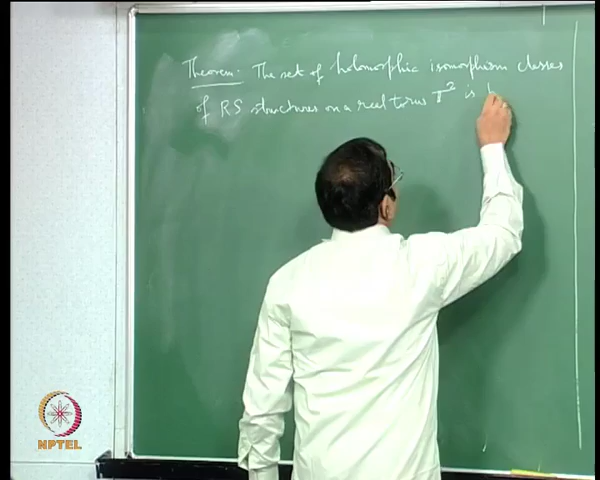 Theorem: The set of holomorphic isomorphism classes
of RS structures on a real torus T² is
NPTEL